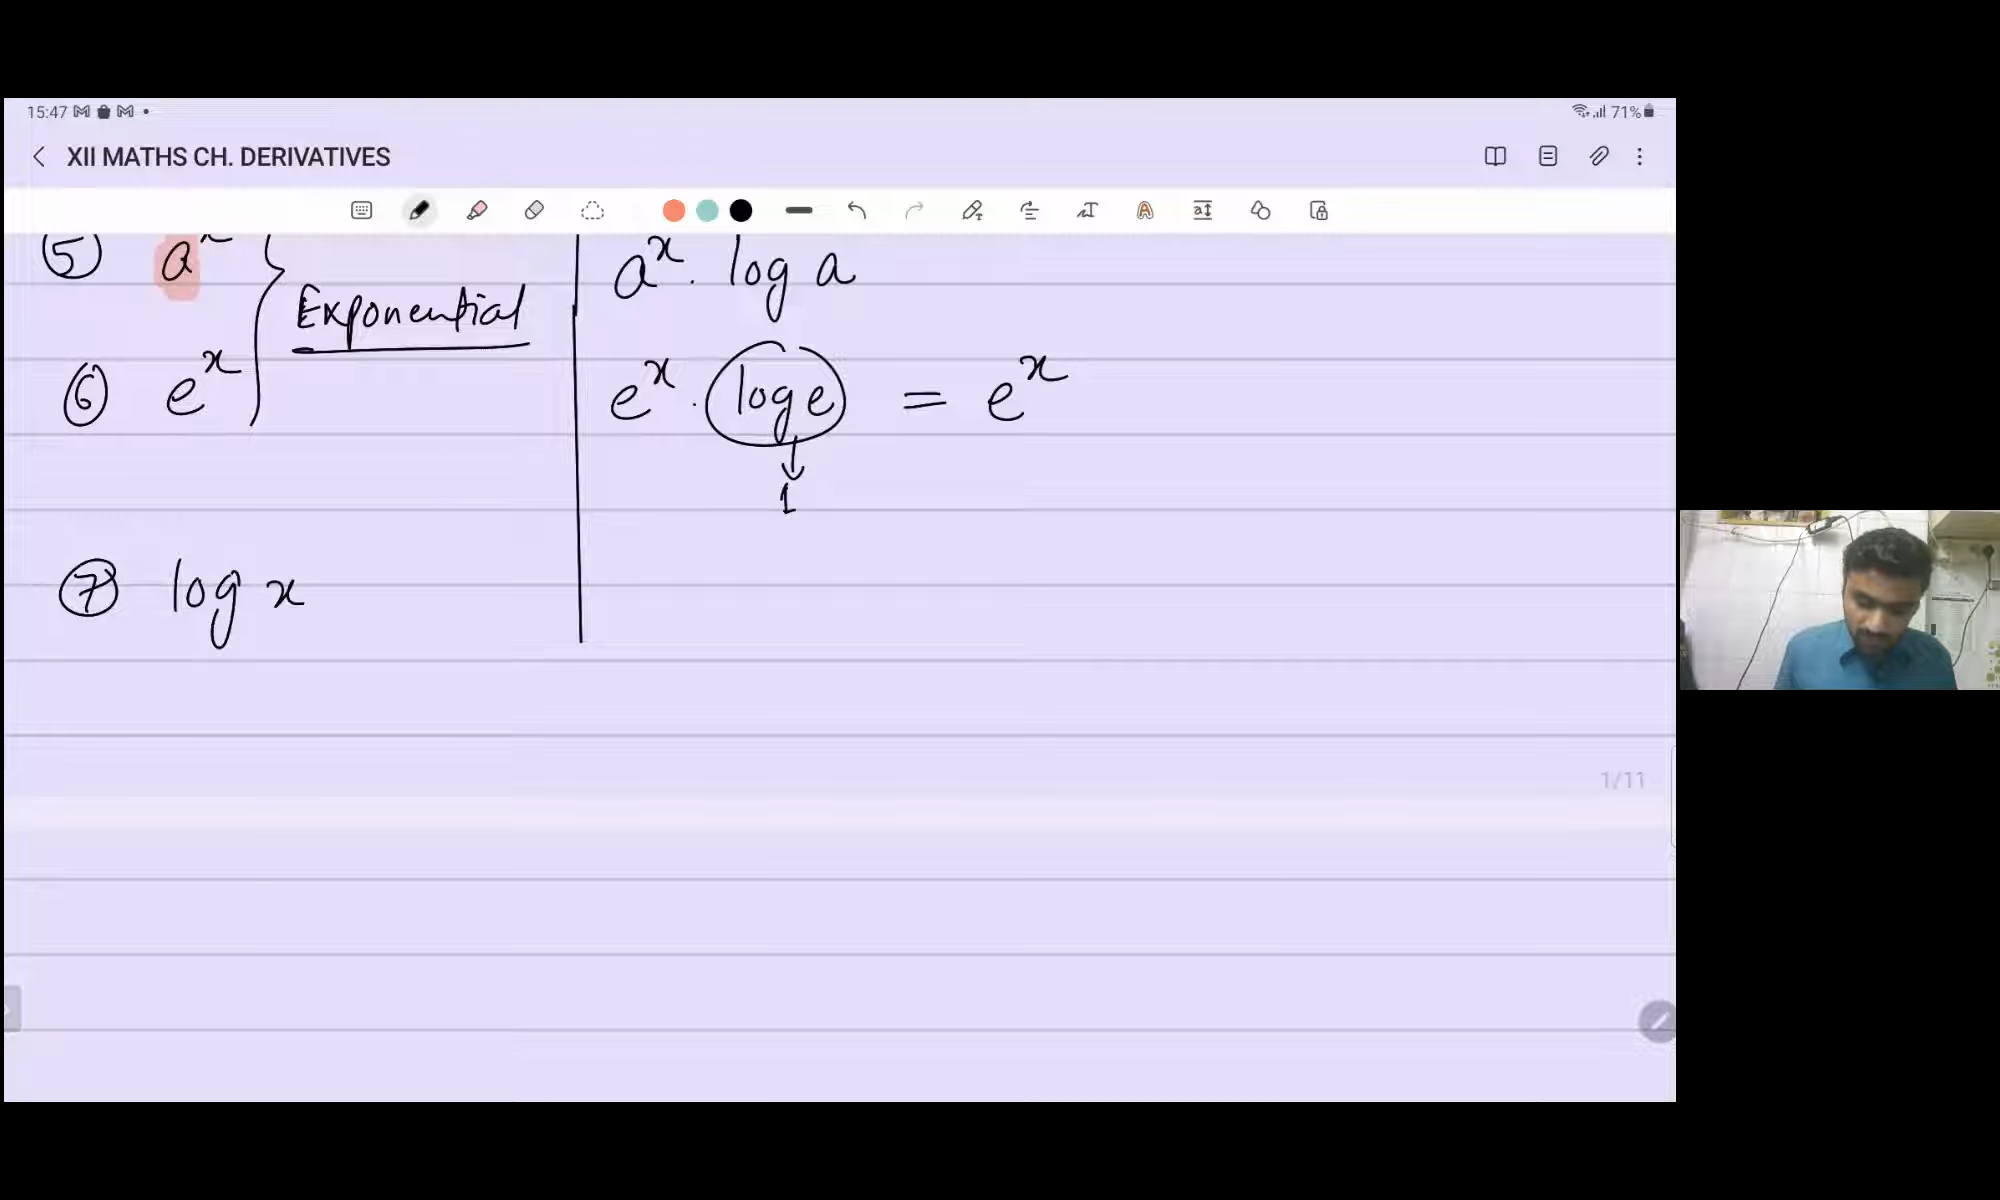 15:47
71%
XII MATHS CH. DERIVATIVES
⑤ aˣ
aˣ . log a
Exponential
⑥ eˣ
eˣ . log e = eˣ
1
⑦ log x
1/11